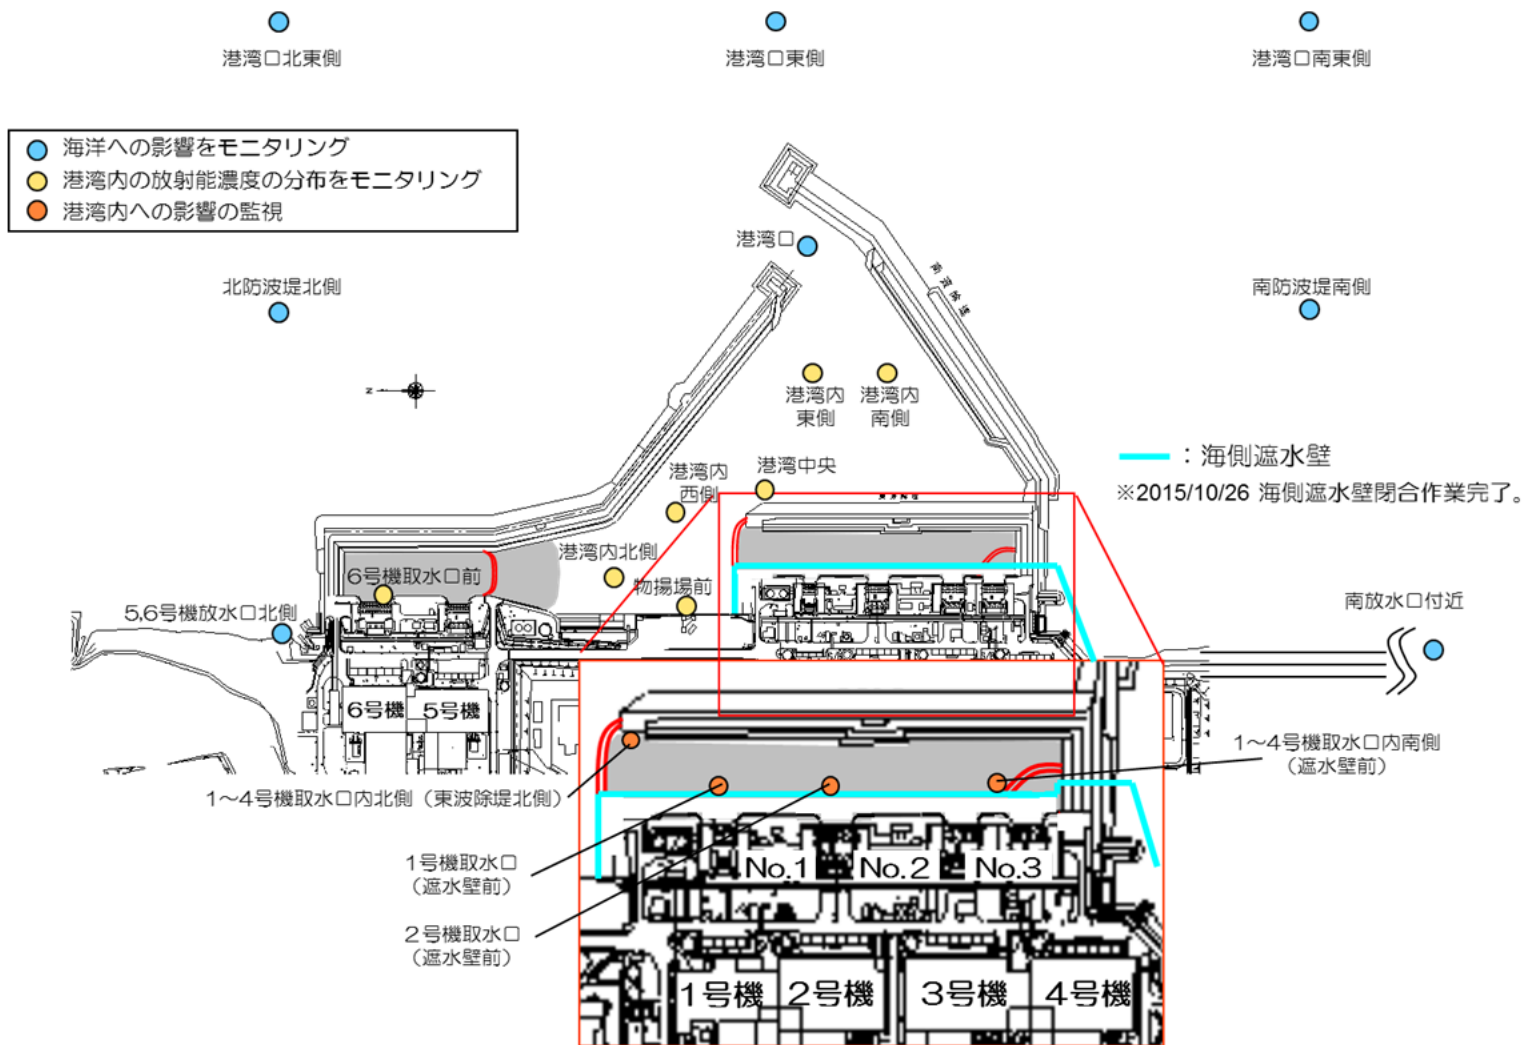 港湾口北東側
港湾口東側
港湾口南東側
海洋への影響をモニタリング
港湾内の放射能濃度の分布をモニタリング
港湾内への影響の監視
港湾口
北防波堤北側
南防波堤南側
N
港湾内
東側
港湾内
南側
：海側遮水壁
※2015/10/26 海側遮水壁閉合作業完了。
港湾内
西側
港湾中央
港湾内北側
物揚場前
6号機取水口前
5,6号機放水口北側
南放水口付近
6号機
5号機
1～4号機取水口内南側
（遮水壁前）
1～4号機取水口内北側（東波除堤北側）
1号機取水口
（遮水壁前）
2号機取水口
（遮水壁前）
No.1
No.2
No.3
1号機
2号機
3号機
4号機